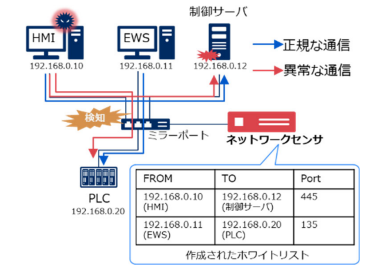 制御サーバ
HMI
EWS
192.168.0.10
192.168.0.11
192.168.0.12
正規な通信
異常な通信
検知
ミラーポート
ネットワークセンサ
PLC
192.168.0.20
FROM TO Port
192.168.0.10 192.168.0.12 445
(HMI) (制御サーバ)
192.168.0.11 192.168.0.20 135
(EWS) (PLC)
作成されたホワイトリスト